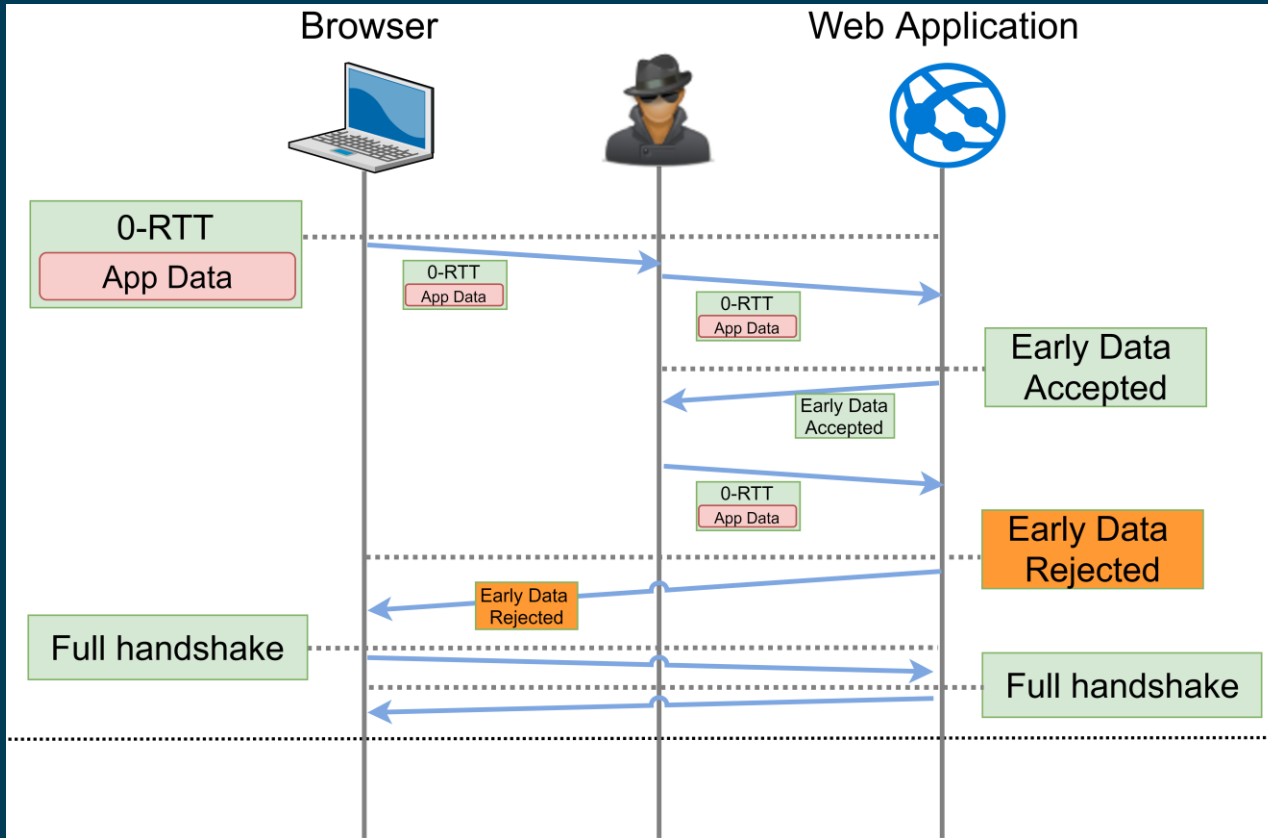 Browser
Web Application
0-RTT
App Data
0-RTT
App Data
0-RTT
App Data
Early Data
Accepted
Early Data
Accepted
0-RTT
App Data
Early Data
Rejected
Early Data
Rejected
Full handshake
Full handshake